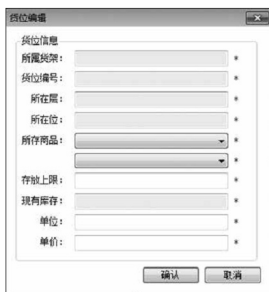 货位编辑
货位信息
所属货架： *
货位编号： *
所在层： *
所在位： *
所存商品： *
*
存放上限： *
现有库存： *
单位： *
单价： *
确认 取消